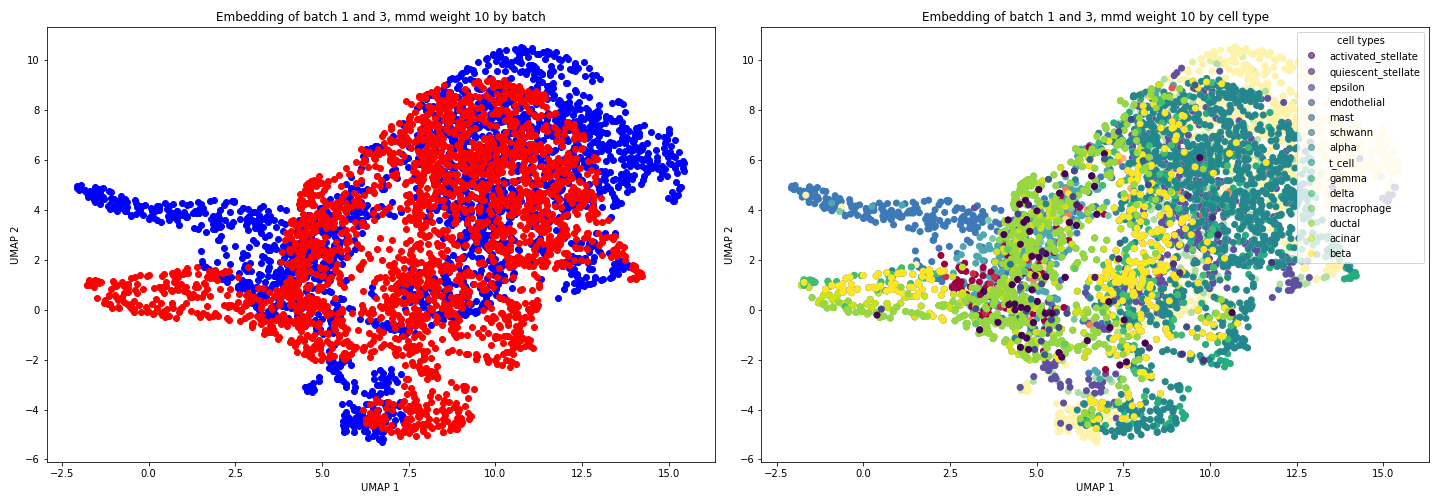 Embedding of batch 1 and 3, mmd weight 10 by batch
10
8
6
4
2
0
−2
−4
−6
UMAP 2
−2.5
0.0
2.5
5.0
7.5
10.0
12.5
15.0
UMAP 1
Embedding of batch 1 and 3, mmd weight 10 by cell type
10
8
6
4
2
0
−2
−4
−6
UMAP 2
−2.5
0.0
2.5
5.0
7.5
10.0
12.5
15.0
UMAP 1
cell types
activated_stellate
quiescent_stellate
epsilon
endothelial
mast
schwann
alpha
t_cell
gamma
delta
macrophage
ductal
acinar
beta